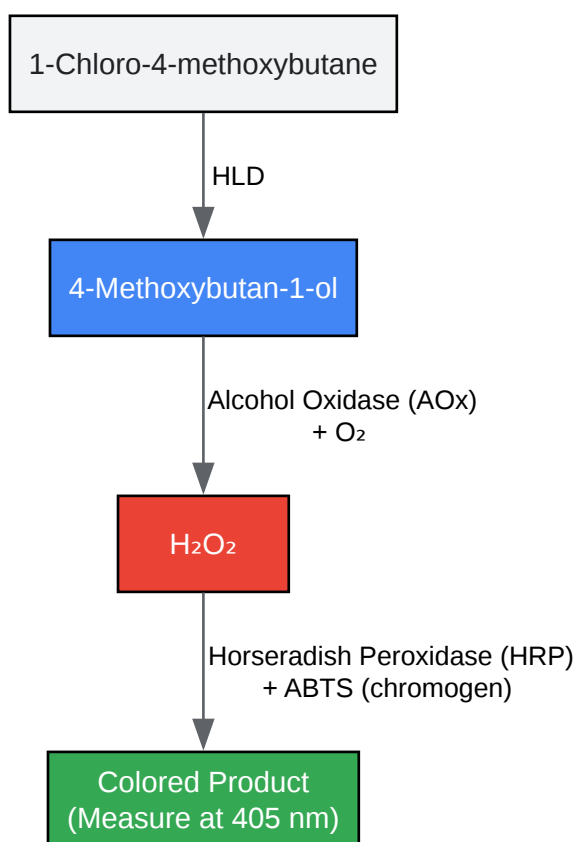 1-Chloro-4-methoxybutane
HLD
4-Methoxybutan-1-ol
Alcohol Oxidase (AOx)
+ O₂
H₂O₂
Horseradish Peroxidase (HRP)
+ ABTS (chromogen)
Colored Product
(Measure at 405 nm)